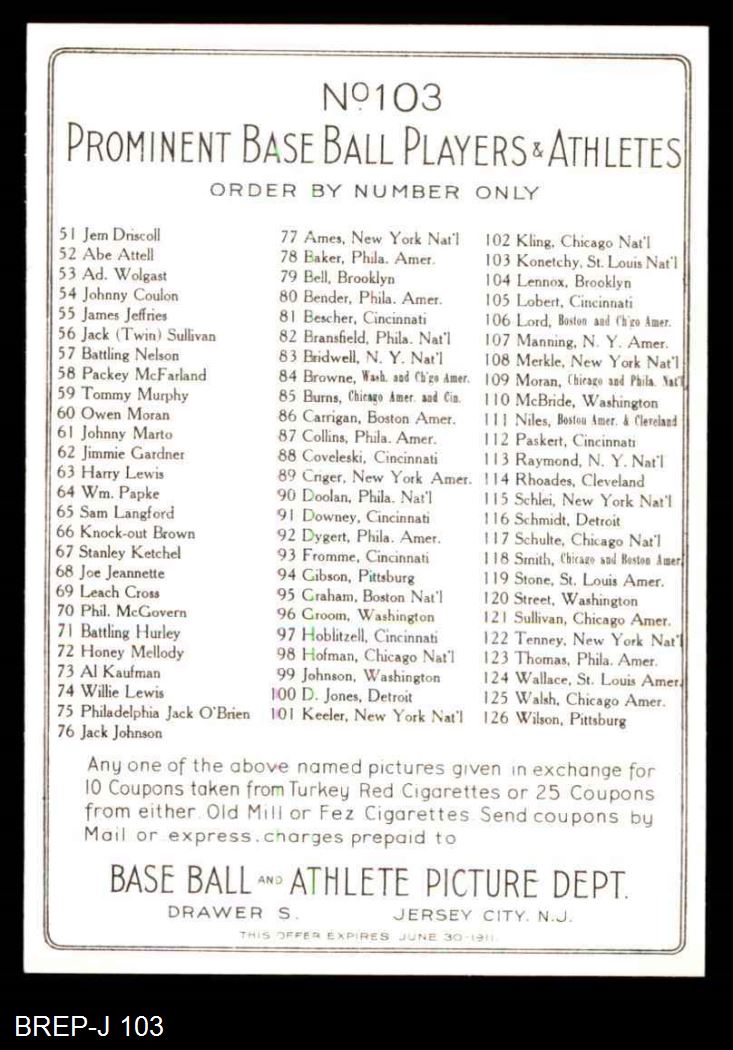 No 103
PROMINENT BASE BALL PLAYERS & ATHLETES
ORDER BY NUMBER ONLY
51 Jem Driscoll
52 Abe Attell
53 Ad. Wolgast
54 Johnny Coulon
55 James Jeffries
56 Jack (Twin) Sullivan
57 Battling Nelson
58 Packey McFarland
59 Tommy Murphy
60 Owen Moran
61 Johnny Marto
62 Jimmie Gardner
63 Harry Lewis
64 Wm. Papke
65 Sam Langford
66 Knock-out Brown
67 Stanley Ketchel
68 Joe Jeannette
69 Leach Cross
70 Phil. McGovern
71 Battling Hurley
72 Honey Mellody
73 Al Kaufman
74 Willie Lewis
75 Philadelphia Jack O'Brien
76 Jack Johnson
77 Ames, New York Nat'l
78 Baker, Phila. Amer.
79 Bell, Brooklyn
80 Bender, Phila. Amer.
81 Bescher, Cincinnati
82 Bransfield, Phila. Nat'l
83 Bridwell, N. Y. Nat'l
84 Browne, Wash. and Ch'go Amer.
85 Burns, Chicago Amer. and Cin.
86 Carrigan, Boston Amer.
87 Collins, Phila. Amer.
88 Coveleski, Cincinnati
89 Criger, New York Amer.
90 Doolan, Phila. Nat'l
91 Downey, Cincinnati
92 Dygert, Phila. Amer.
93 Fromme, Cincinnati
94 Gibson, Pittsburg
95 Graham, Boston Nat'l
96 Groom, Washington
97 Hoblitzell, Cincinnati
98 Hofman, Chicago Nat'l
99 Johnson, Washington
100 D. Jones, Detroit
101 Keeler, New York Nat'l
102 Kling, Chicago Nat'l
103 Konetchy, St. Louis Nat'l
104 Lennox, Brooklyn
105 Lobert, Cincinnati
106 Lord, Boston and Ch'go Amer.
107 Manning, N. Y. Amer.
108 Merkle, New York Nat'l
109 Moran, Chicago and Phila. Nat'l
110 McBride, Washington
111 Niles, Boston Amer. & Cleveland
112 Paskert, Cincinnati
113 Raymond, N. Y. Nat'l
114 Rhoades, Cleveland
115 Schlei, New York Nat'l
116 Schmidt, Detroit
117 Schulte, Chicago Nat'l
118 Smith, Chicago and Boston Amer.
119 Stone, St. Louis Amer.
120 Street, Washington
121 Sullivan, Chicago Amer.
122 Tenney, New York Nat'l
123 Thomas, Phila. Amer.
124 Wallace, St. Louis Amer.
125 Walsh, Chicago Amer.
126 Wilson, Pittsburg
Any one of the above named pictures given in exchange for
10 Coupons taken from Turkey Red Cigarettes or 25 Coupons
from either Old Mill or Fez Cigarettes. Send coupons by
Mail or express, charges prepaid to
BASE BALL AND ATHLETE PICTURE DEPT.
DRAWER S. JERSEY CITY. N.J.
THIS OFFER EXPIRES JUNE 30-1911.
BREP-J 103